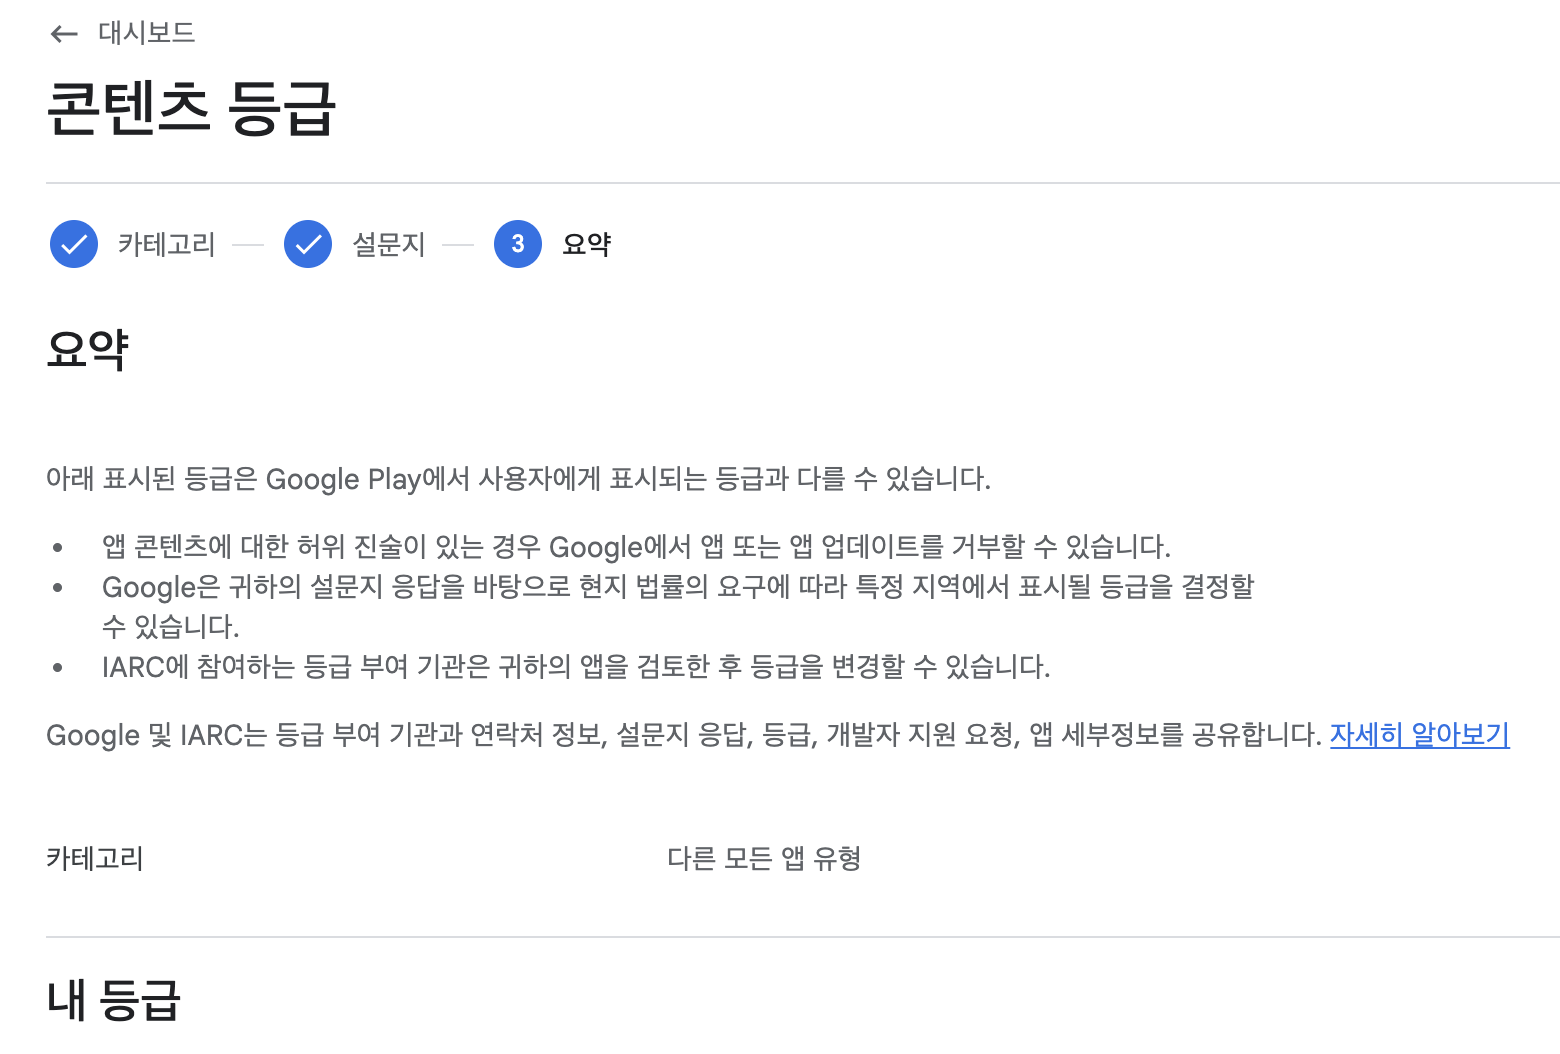 ← 대시보드
콘텐츠 등급
카테고리 설문지 3 요약
요약
아래 표시된 등급은 Google Play에서 사용자에게 표시되는 등급과 다를 수 있습니다.
• 앱 콘텐츠에 대한 허위 진술이 있는 경우 Google에서 앱 또는 앱 업데이트를 거부할 수 있습니다.
• Google은 귀하의 설문지 응답을 바탕으로 현지 법률의 요구에 따라 특정 지역에서 표시될 등급을 결정할
수 있습니다.
• IARC에 참여하는 등급 부여 기관은 귀하의 앱을 검토한 후 등급을 변경할 수 있습니다.
Google 및 IARC는 등급 부여 기관과 연락처 정보, 설문지 응답, 등급, 개발자 지원 요청, 앱 세부정보를 공유합니다. 자세히 알아보기
카테고리 다른 모든 앱 유형
내 등급